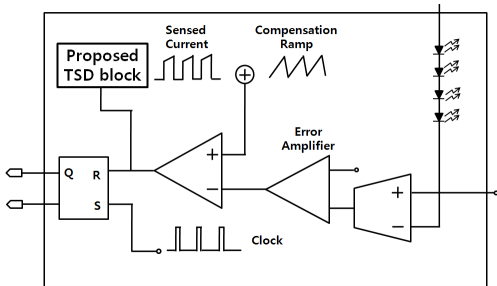 Sensed
Current
Compensation
Ramp
Proposed
TSD block
Error
Amplifier
+
−
+
−
Q
R
S
Clock